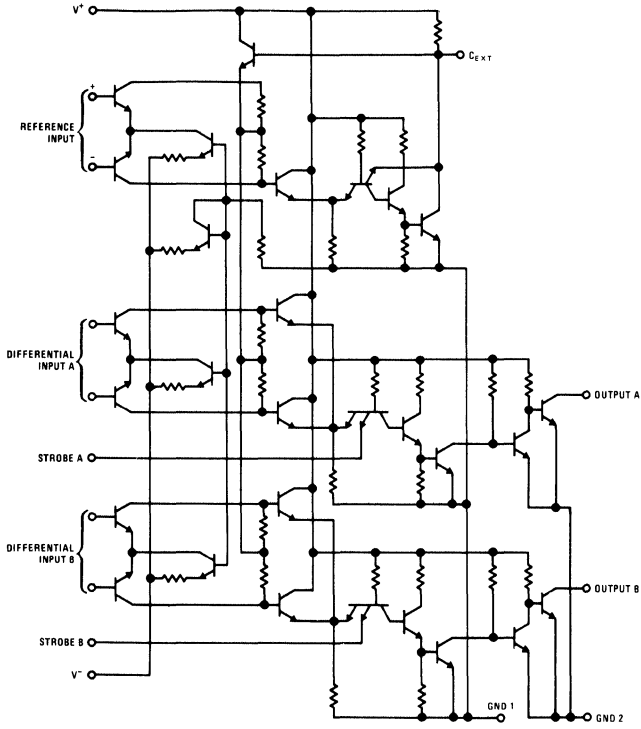 V+
CEXT
+
REFERENCE
INPUT
−
DIFFERENTIAL
INPUT A
OUTPUT A
STROBE A
DIFFERENTIAL
INPUT B
OUTPUT B
STROBE B
V−
GND 1
GND 2